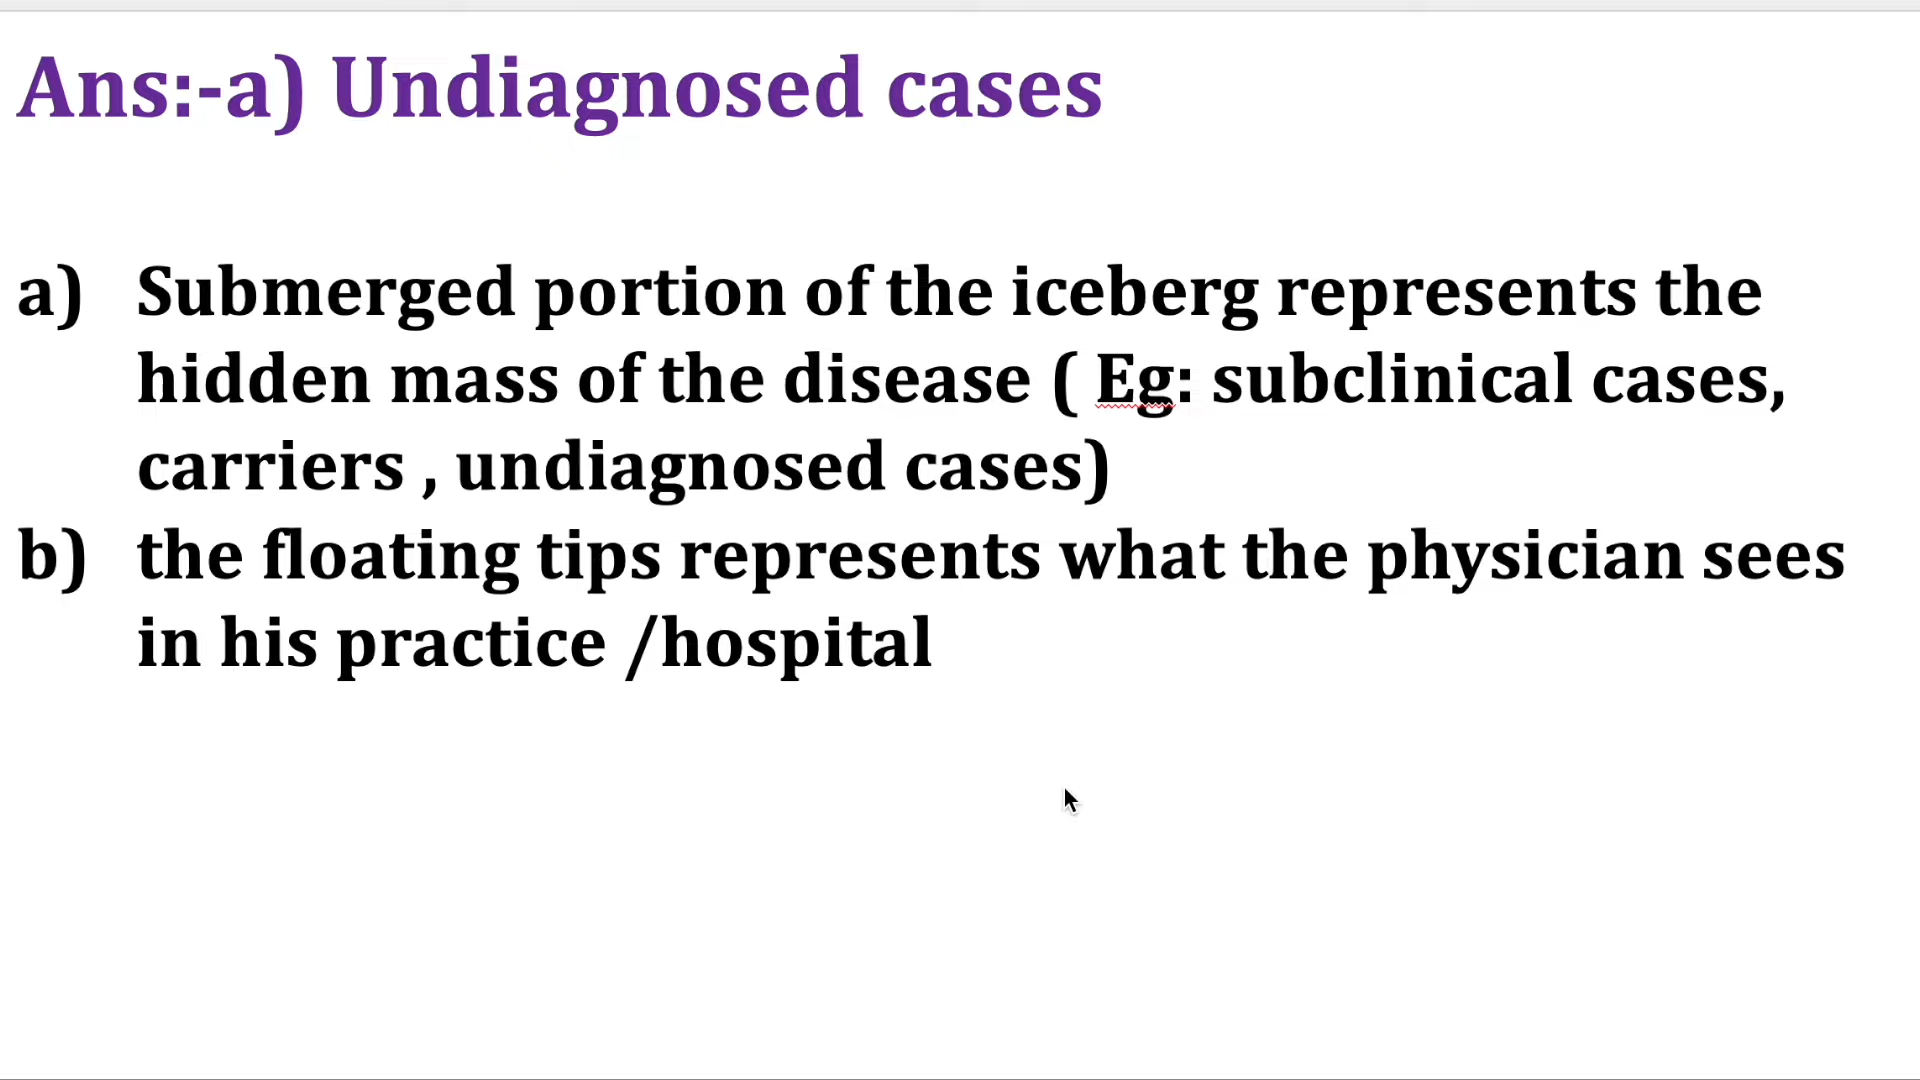 Ans:-a) Undiagnosed cases
a) Submerged portion of the iceberg represents the
hidden mass of the disease ( Eg: subclinical cases,
carriers , undiagnosed cases)
b) the floating tips represents what the physician sees
in his practice /hospital